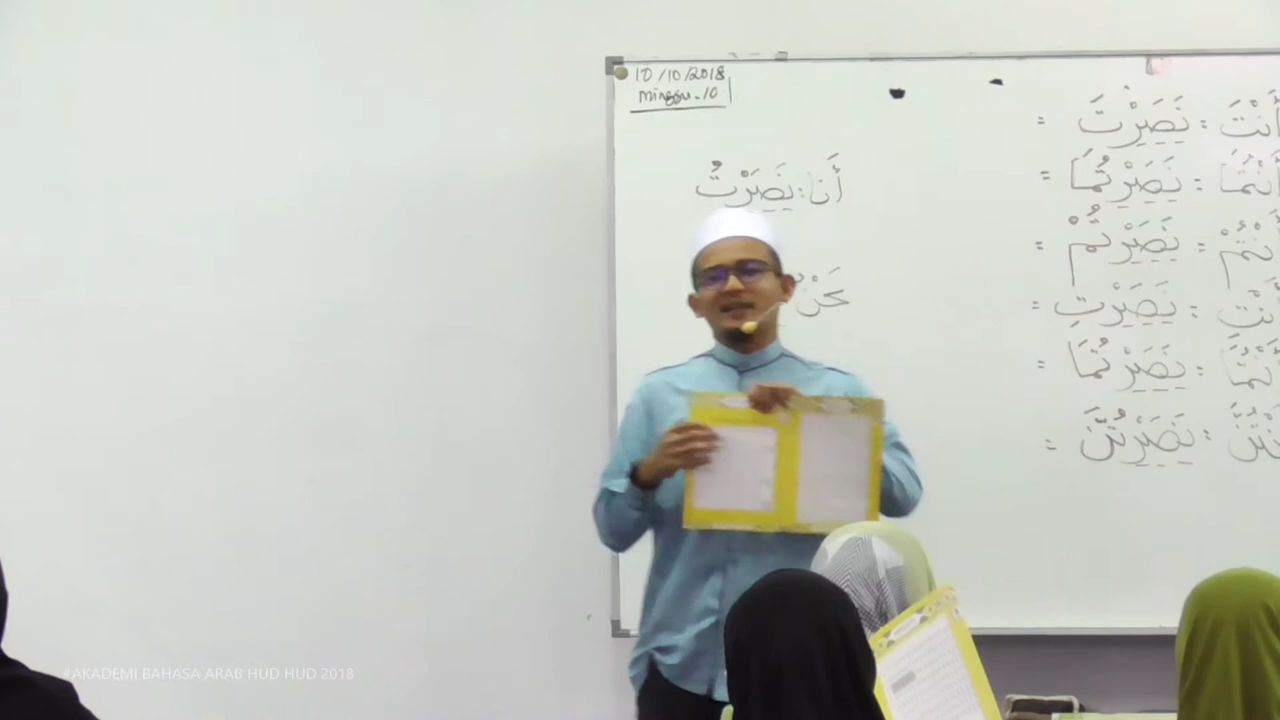 10/10/2018
minggu-10
أَنْتَ : نَصَرْتَ =
أَنْتُمَا : نَصَرْتُمَا =
أَنْتُمْ : نَصَرْتُمْ =
أَنْتِ : نَصَرْتِ =
أَنْتُمَا : نَصَرْتُمَا =
أَنْتُنَّ : نَصَرْتُنَّ =
أَنَا : نَصَرْتُ
نَحْنُ
#AKADEMI BAHASA ARAB HUD HUD 2018